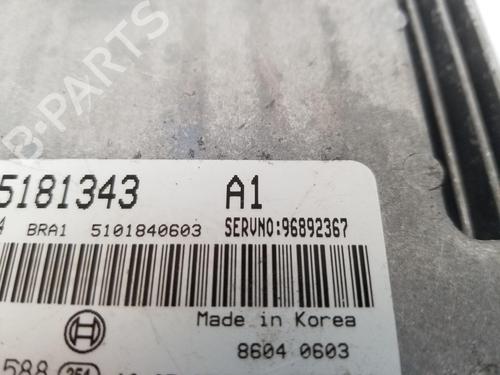 B-PARTS
5181343 A1
BRA1 5101840603 SERVNO:96892367
Made in Korea
8604 0603
588